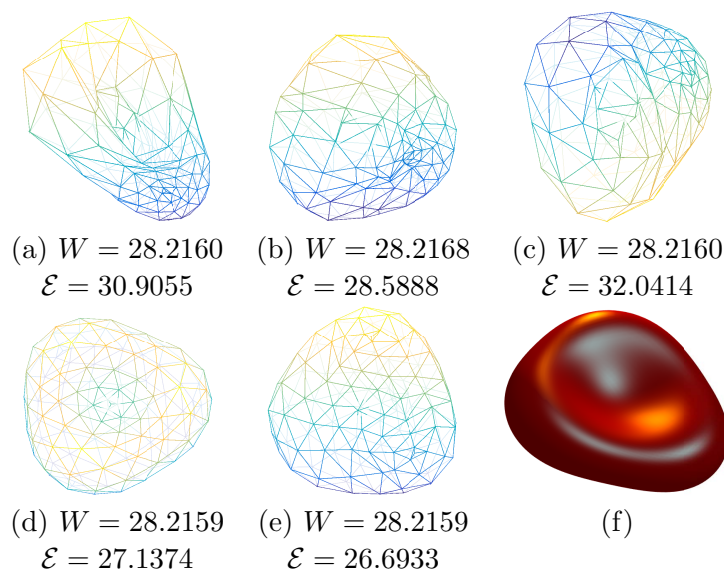 (a) W = 28.2160
ℰ = 30.9055
(b) W = 28.2168
ℰ = 28.5888
(c) W = 28.2160
ℰ = 32.0414
(d) W = 28.2159
ℰ = 27.1374
(e) W = 28.2159
ℰ = 26.6933
(f)